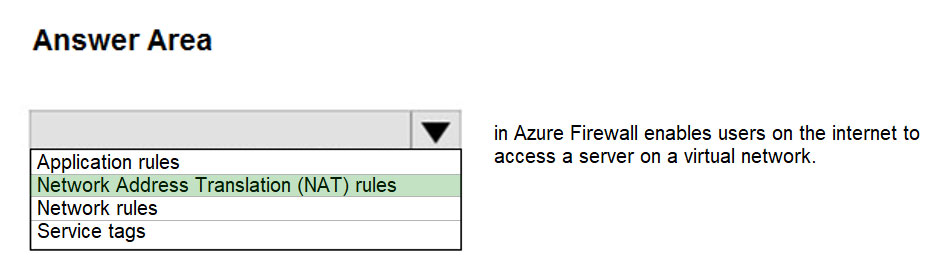 Answer Area
Application rules
Network Address Translation (NAT) rules
Network rules
Service tags
in Azure Firewall enables users on the internet to
access a server on a virtual network.